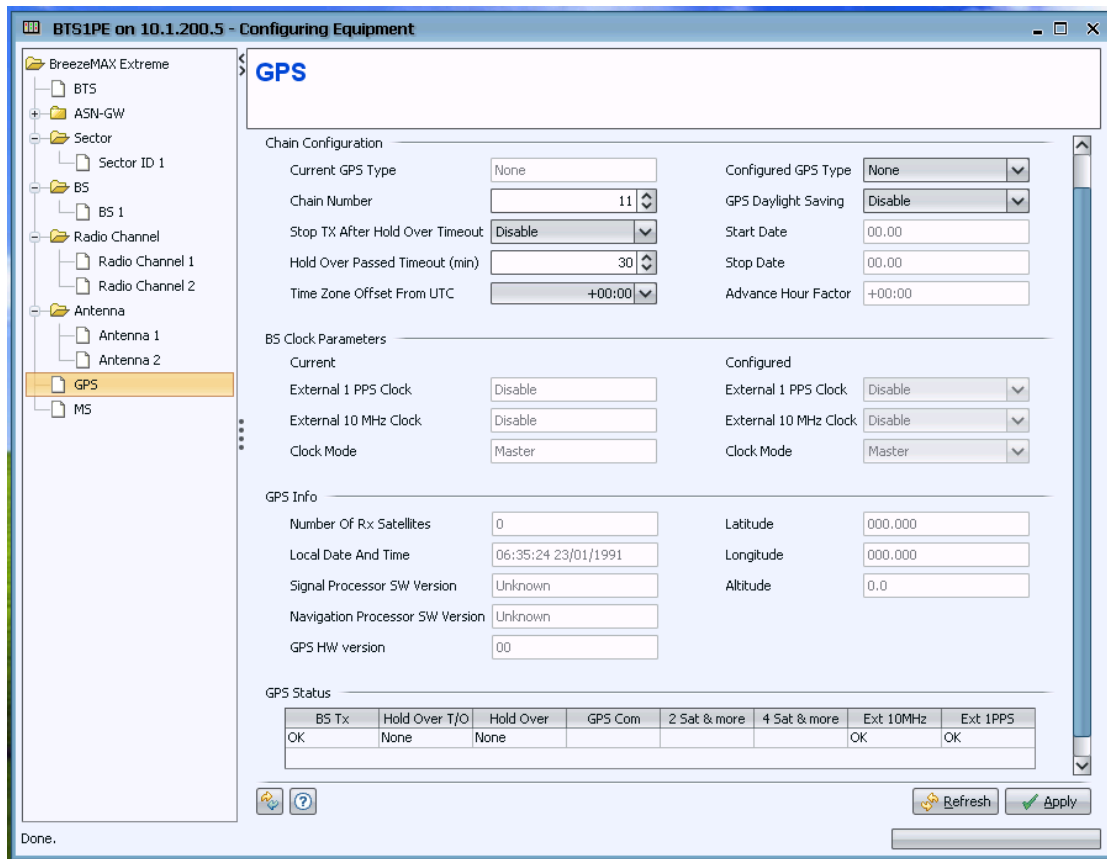 BTS1PE on 10.1.200.5 - Configuring Equipment
BreezeMAX Extreme
BTS
ASN-GW
Sector
Sector ID 1
BS
BS 1
Radio Channel
Radio Channel 1
Radio Channel 2
Antenna
Antenna 1
Antenna 2
GPS
MS
GPS
Chain Configuration
Current GPS Type None Configured GPS Type None
Chain Number 11 GPS Daylight Saving Disable
Stop TX After Hold Over Timeout Disable Start Date 00.00
Hold Over Passed Timeout (min) 30 Stop Date 00.00
Time Zone Offset From UTC +00:00 Advance Hour Factor +00:00
BS Clock Parameters
Current Configured
External 1 PPS Clock Disable External 1 PPS Clock Disable
External 10 MHz Clock Disable External 10 MHz Clock Disable
Clock Mode Master Clock Mode Master
GPS Info
Number Of Rx Satellites 0 Latitude 000.000
Local Date And Time 06:35:24 23/01/1991 Longitude 000.000
Signal Processor SW Version Unknown Altitude 0.0
Navigation Processor SW Version Unknown
GPS HW version 00
GPS Status
BS Tx Hold Over T/O Hold Over GPS Com 2 Sat & more 4 Sat & more Ext 10MHz Ext 1PPS
OK None None OK OK
Refresh Apply
Done.